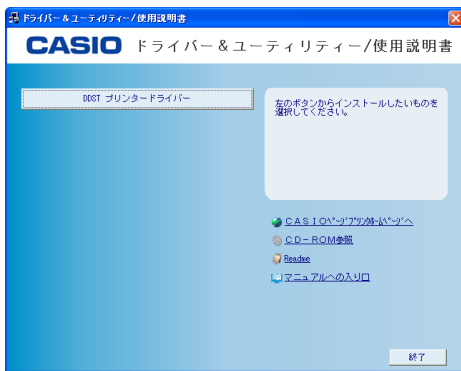 ドライバー&ユーティリティー/使用説明書
CASIO ドライバー&ユーティリティー/使用説明書
DDST プリンタードライバー
左のボタンからインストールしたいものを
選択してください。
CASIOページプリンタホームページへ
CD-ROM参照
Readme
マニュアルへの入り口
終了